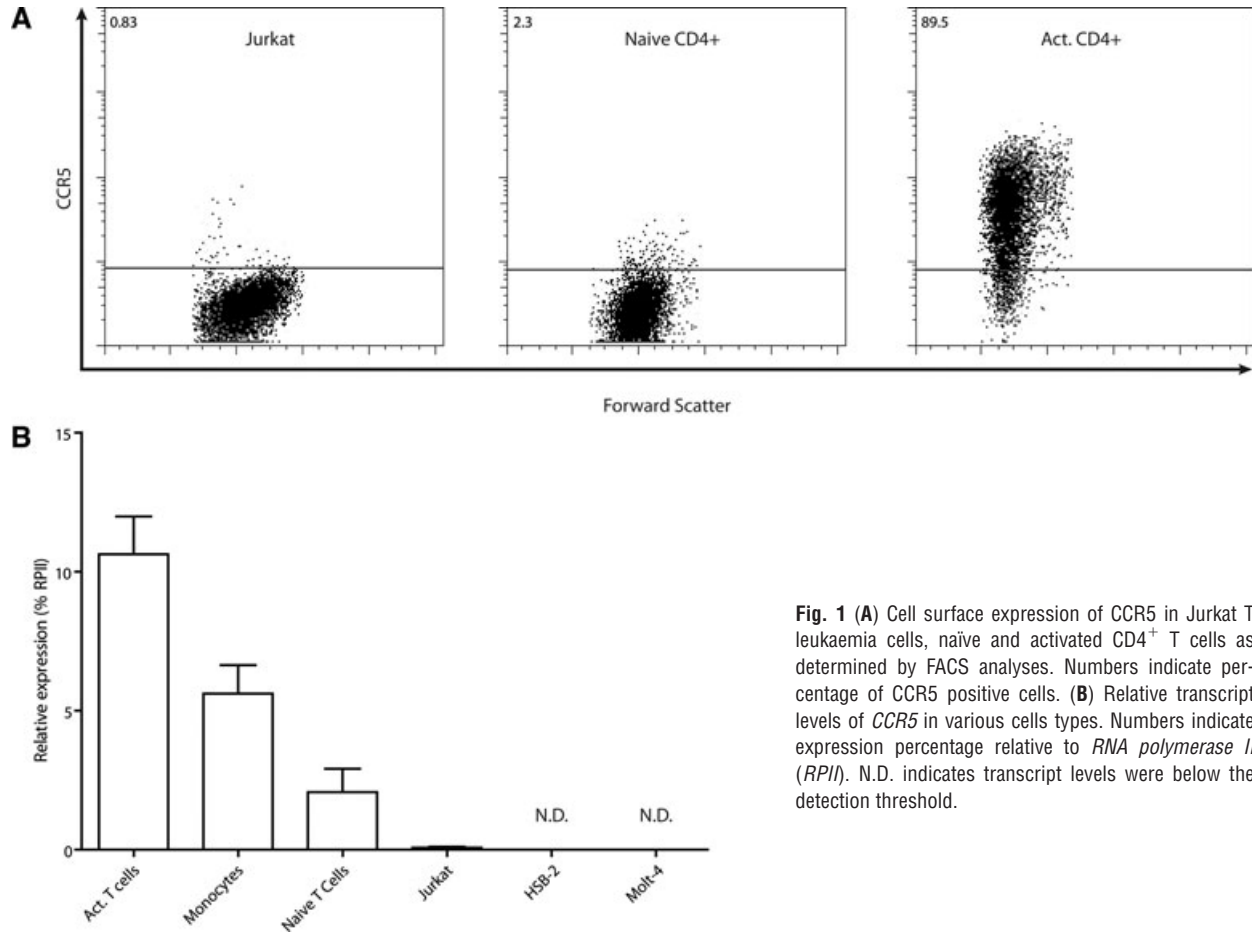 A
0.83
Jurkat
2.3
Naive CD4+
89.5
Act. CD4+
CCR5
Forward Scatter
B
Relative expression (% RPII)
15
10
5
0
N.D.
N.D.
Act. T cells
Monocytes
Naive T Cells
Jurkat
HSB-2
Molt-4
Fig. 1 (A) Cell surface expression of CCR5 in Jurkat T
leukaemia cells, naïve and activated CD4+ T cells as
determined by FACS analyses. Numbers indicate per-
centage of CCR5 positive cells. (B) Relative transcript
levels of CCR5 in various cells types. Numbers indicate
expression percentage relative to RNA polymerase II
(RPII). N.D. indicates transcript levels were below the
detection threshold.